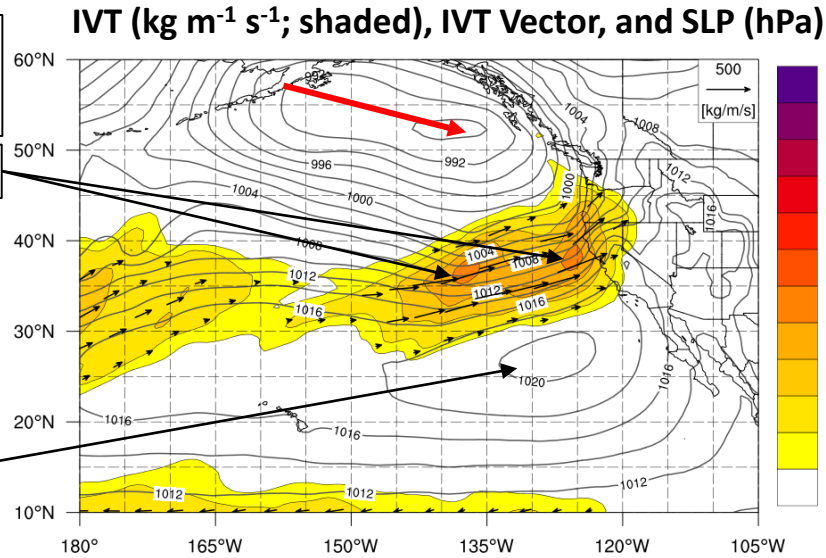 IVT (kg m⁻¹ s⁻¹; shaded), IVT Vector, and SLP (hPa)
60°N
50°N
40°N
30°N
20°N
10°N
180°
165°W
150°W
135°W
120°W
105°W
500
[kg/m/s]
992
1004
1008
996
992
1012
1004
1000
1000
1016
1008
1004
1008
1012
1012
1016
1016
1020
1016
1016
1016
1012
1012
1012